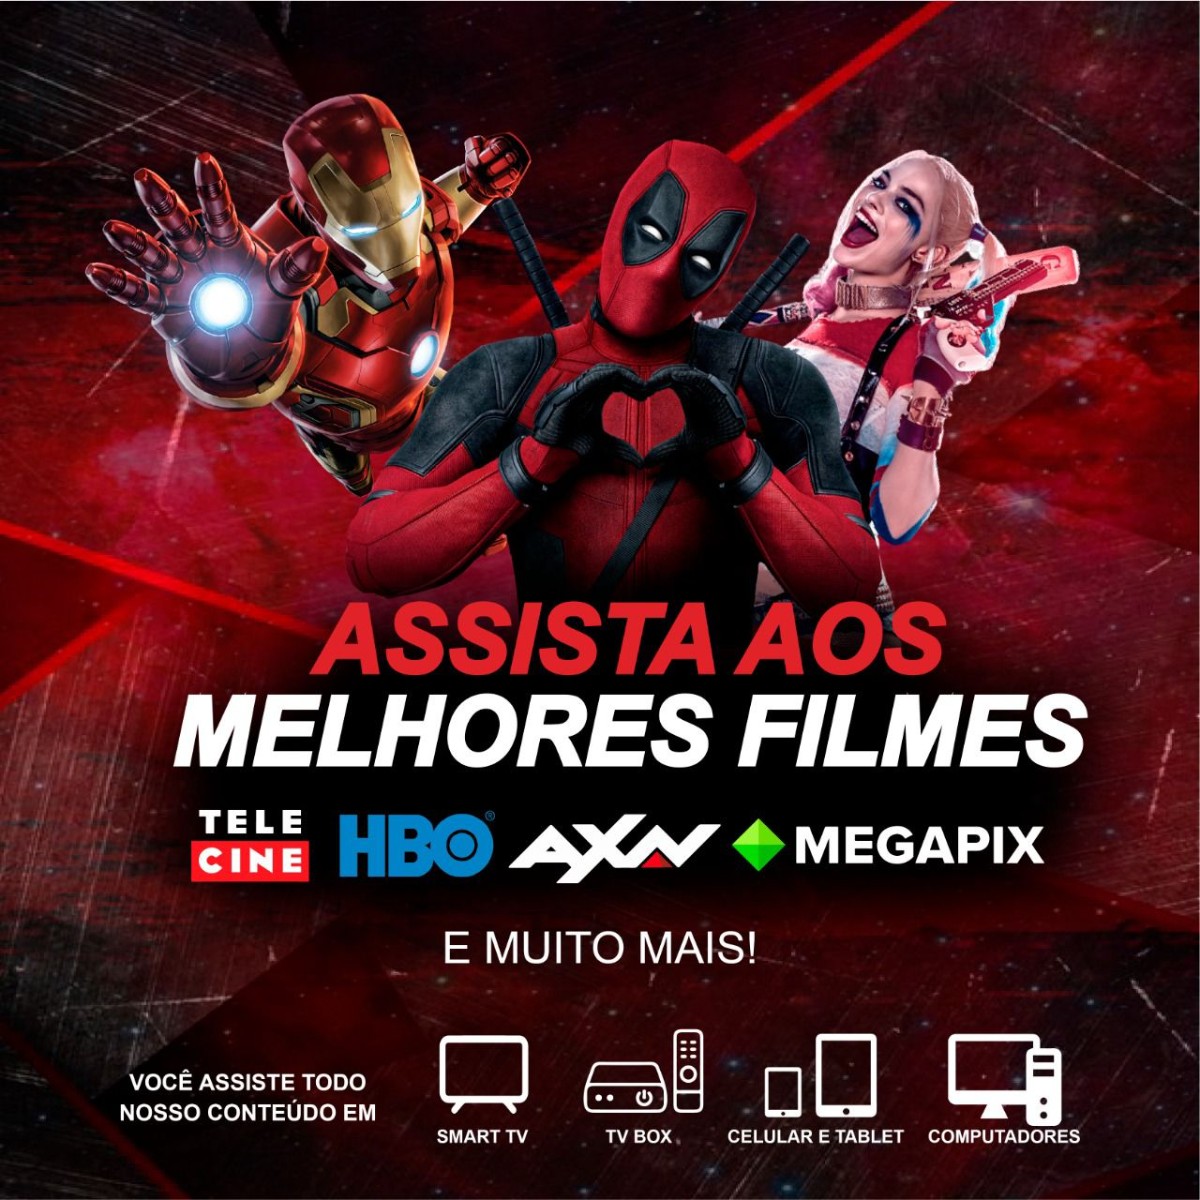 ASSISTA AOS
MELHORES FILMES
TELE
CINE
HBO®
AXN
MEGAPIX
E MUITO MAIS!
VOCÊ ASSISTE TODO
NOSSO CONTEÚDO EM
SMART TV
TV BOX
CELULAR E TABLET
COMPUTADORES